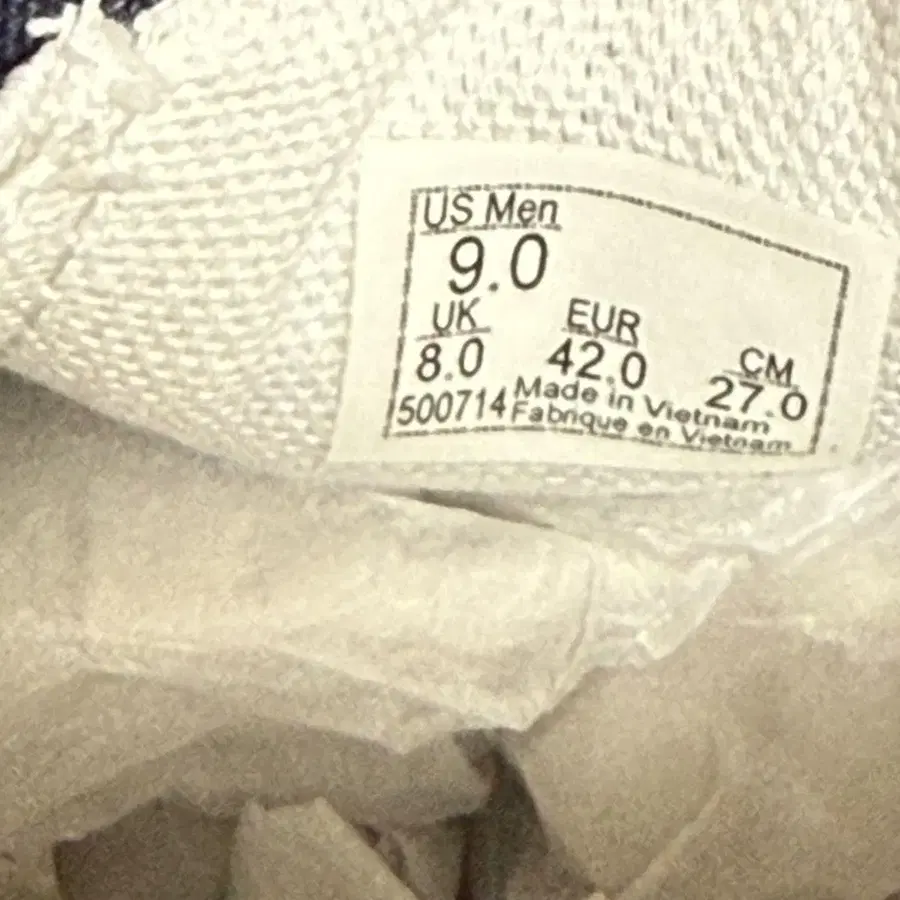 US Men
9.0
UK EUR CM
8.0 42.0 27.0
500714 Made in Vietnam
Fabrique en Vietnam